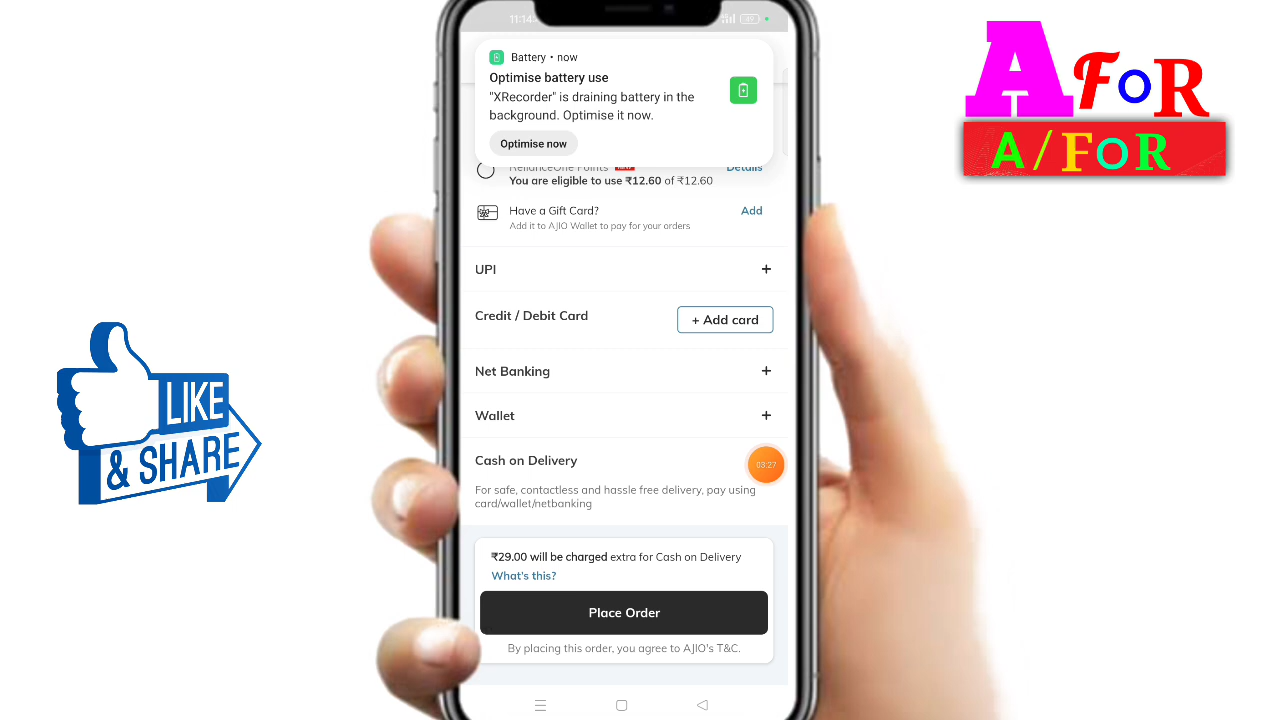 11:14
89
Battery • now
Optimise battery use
"XRecorder" is draining battery in the
background. Optimise it now.
Optimise now
RelianceOne Points
Details
You are eligible to use ₹12.60 of ₹12.60
Have a Gift Card?
Add
Add it to AJIO Wallet to pay for your orders
UPI
+
Credit / Debit Card
+ Add card
Net Banking
+
Wallet
+
Cash on Delivery
03:27
For safe, contactless and hassle free delivery, pay using
card/wallet/netbanking
₹29.00 will be charged extra for Cash on Delivery
What's this?
Place Order
By placing this order, you agree to AJIO's T&C.
A FoR
A/FoR
LIKE
& SHARE